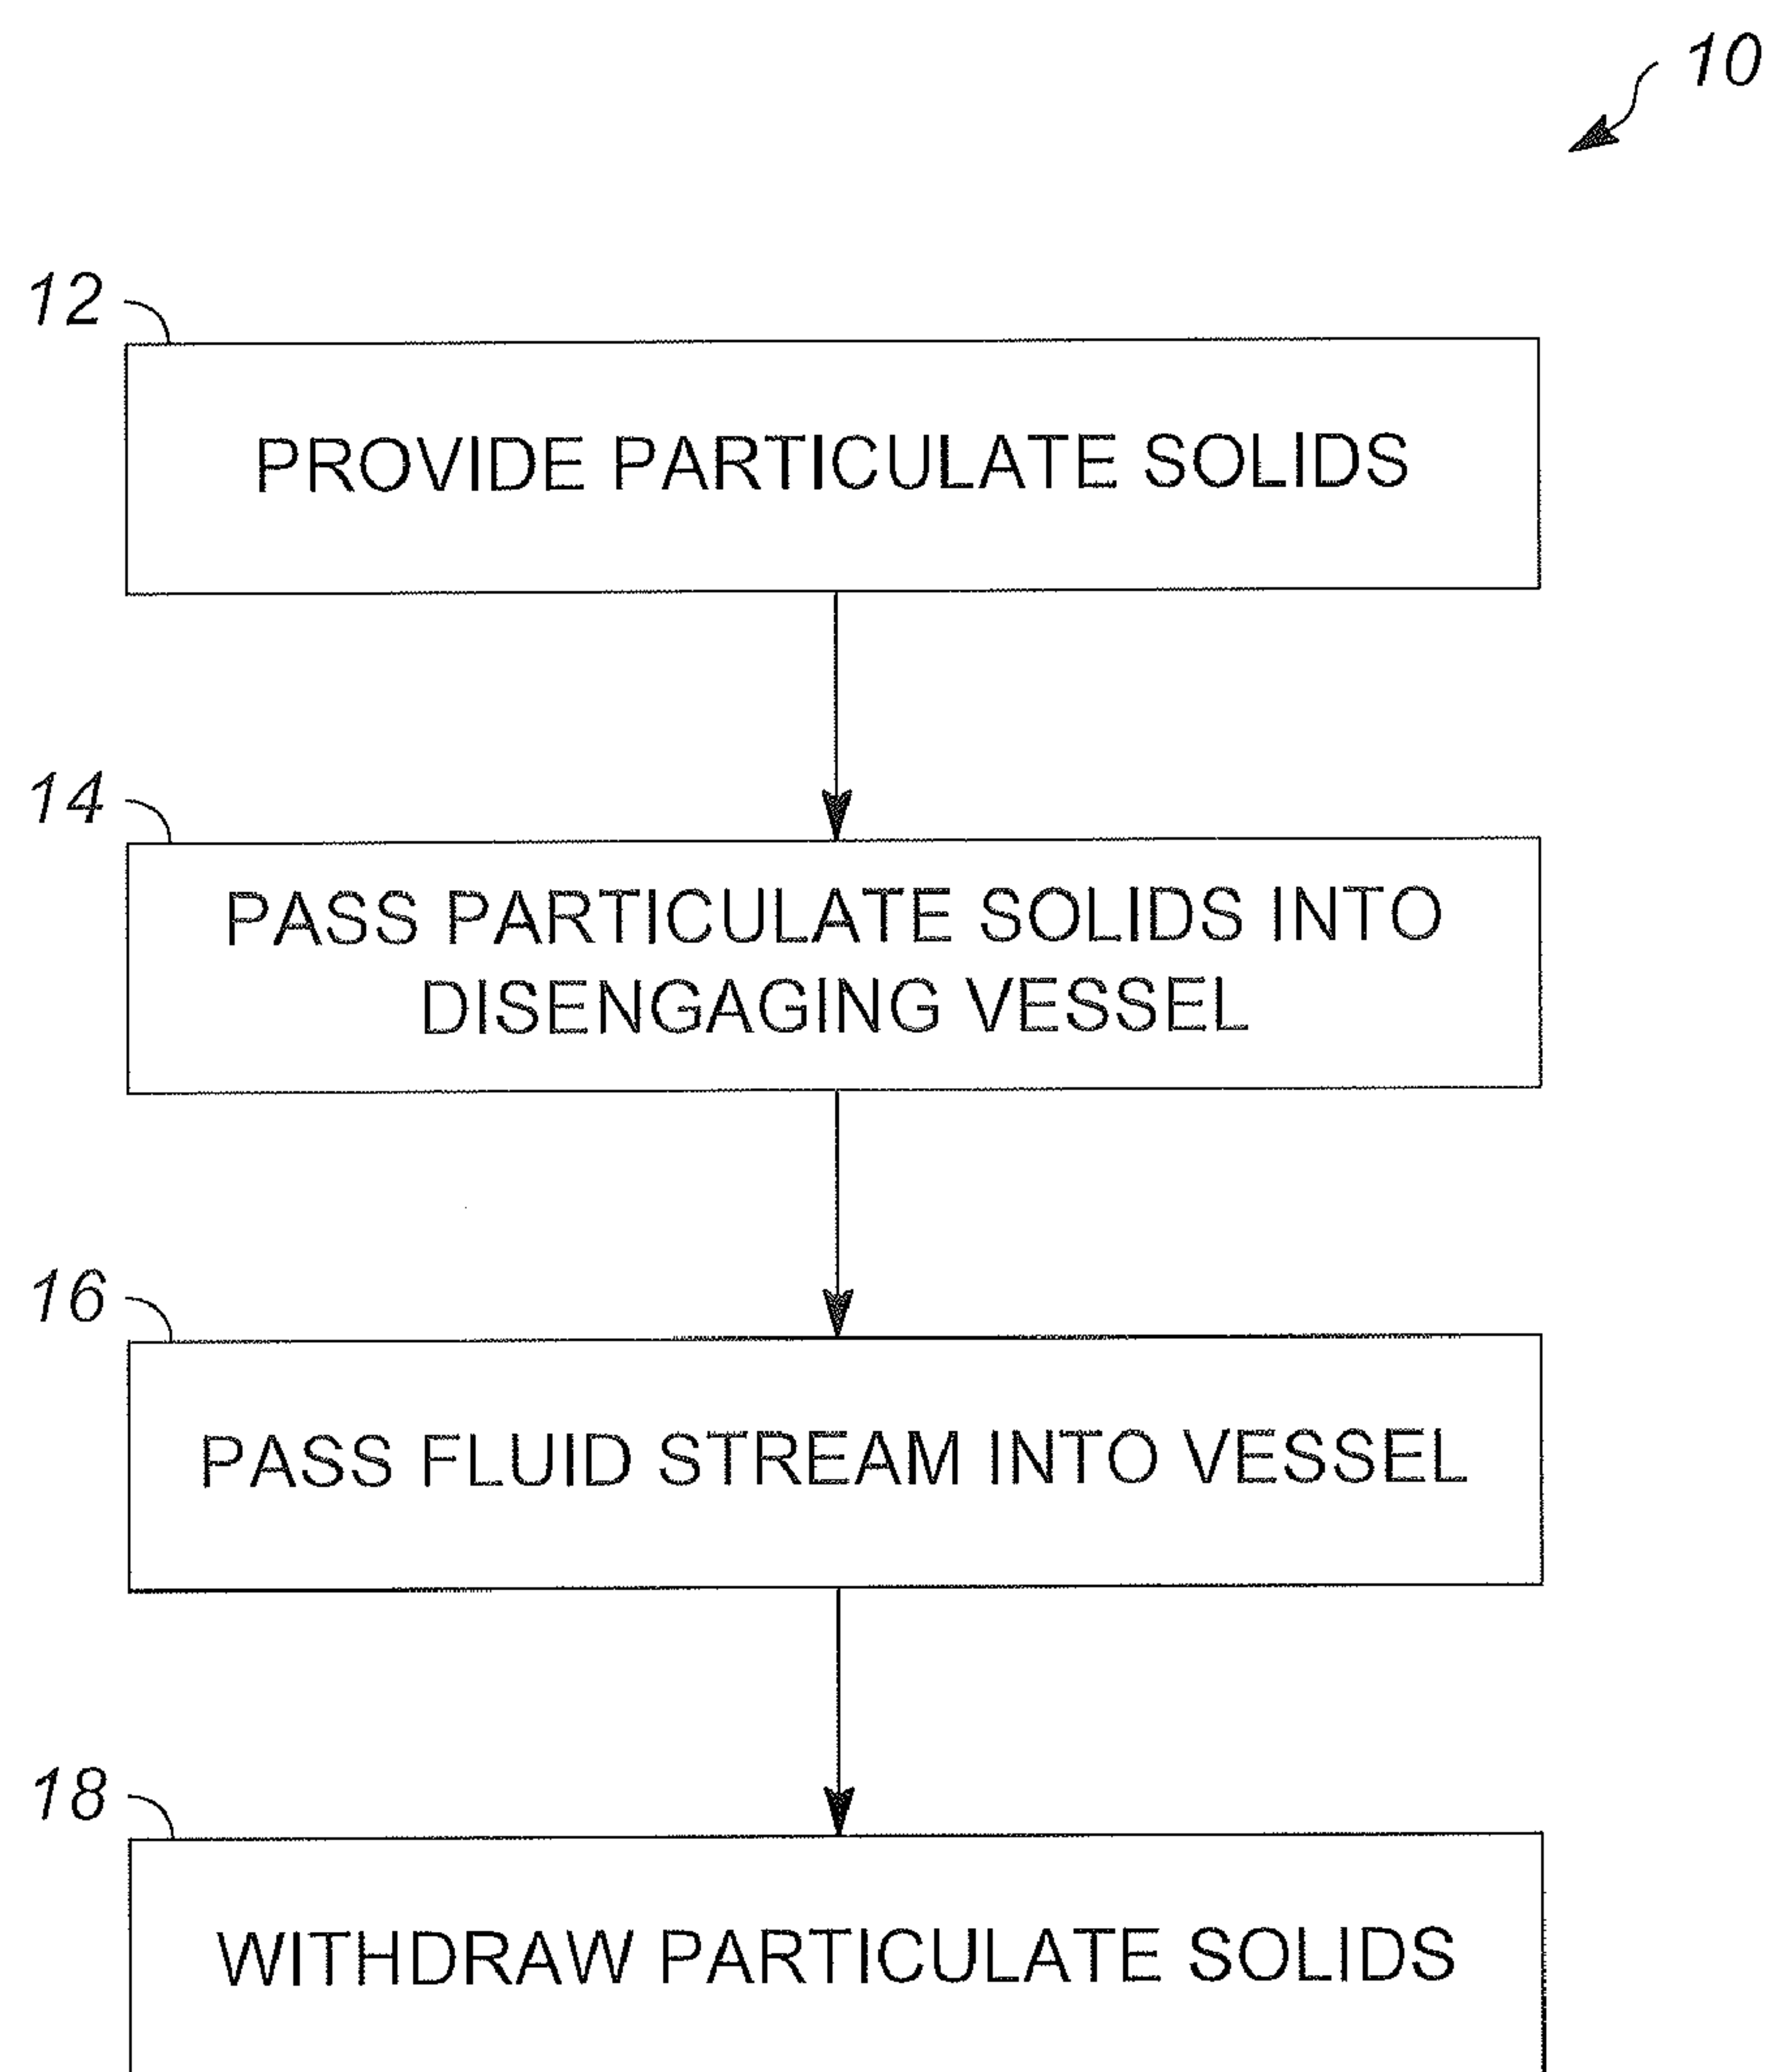 10
12
PROVIDE PARTICULATE SOLIDS
14
PASS PARTICULATE SOLIDS INTO
DISENGAGING VESSEL
16
PASS FLUID STREAM INTO VESSEL
18
WITHDRAW PARTICULATE SOLIDS